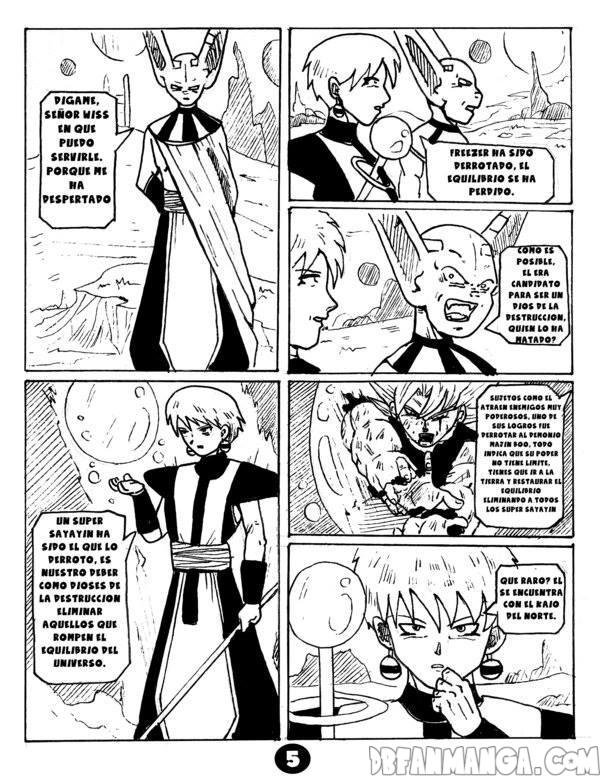 DIGAME,
SEÑOR WISS
EN QUE
PUEDO
SERVIRLE.
PORQUE ME
HA
DESPERTADO
FREEZER HA SIDO
DERROTADO, EL
EQUILIBRIO SE HA
PERDIDO.
COMO ES
POSIBLE,
EL ERA
CANDIDATO
PARA SER UN
DIOS DE LA
DESTRUCCION,
QUIEN LO HA
MATADO?
UN SUPER
SAYAYIN HA
SIDO EL QUE LO
DERROTO, ES
NUESTRO DEBER
COMO DIOSES DE
LA DESTRUCCION
ELIMINAR
AQUELLOS QUE
ROMPEN EL
EQUILIBRIO DEL
UNIVERSO.
SUJETOS COMO EL
ATRAEN ENEMIGOS MUY
PODEROSOS, UNO DE
SUS LOGROS FUE
DERROTAR AL DEMONIO
MAJIN BOO, TODO
INDICA QUE SU PODER
NO TIENE LIMITE,
TIENES QUE IR A LA
TIERRA Y RESTAURAR EL
EQUILIBRIO
ELIMINANDO A TODOS
LOS SUPER SAYAYIN
QUE RARO? EL
SE ENCUENTRA
CON EL KAIO
DEL NORTE.
5
DBFANMANGA.COM